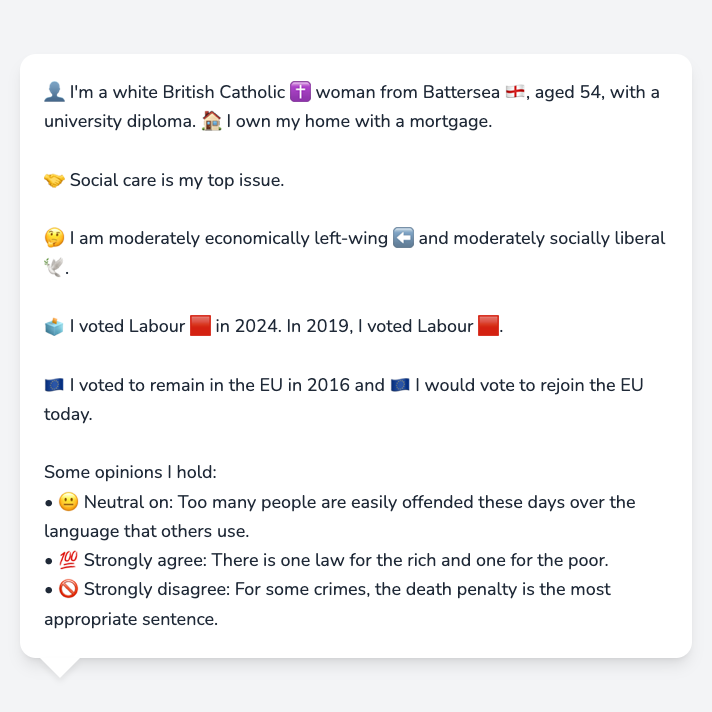 👤 I'm a white British Catholic ✝️ woman from Battersea 🏴󠁧󠁢󠁥󠁮󠁧󠁿, aged 54, with a
university diploma. 🏠 I own my home with a mortgage.
🤝 Social care is my top issue.
🤔 I am moderately economically left-wing ⬅️ and moderately socially liberal
🕊️.
🗳️ I voted Labour 🟥 in 2024. In 2019, I voted Labour 🟥.
🇪🇺 I voted to remain in the EU in 2016 and 🇪🇺 I would vote to rejoin the EU
today.
Some opinions I hold:
• 😐 Neutral on: Too many people are easily offended these days over the
language that others use.
• 💯 Strongly agree: There is one law for the rich and one for the poor.
• 🚫 Strongly disagree: For some crimes, the death penalty is the most
appropriate sentence.